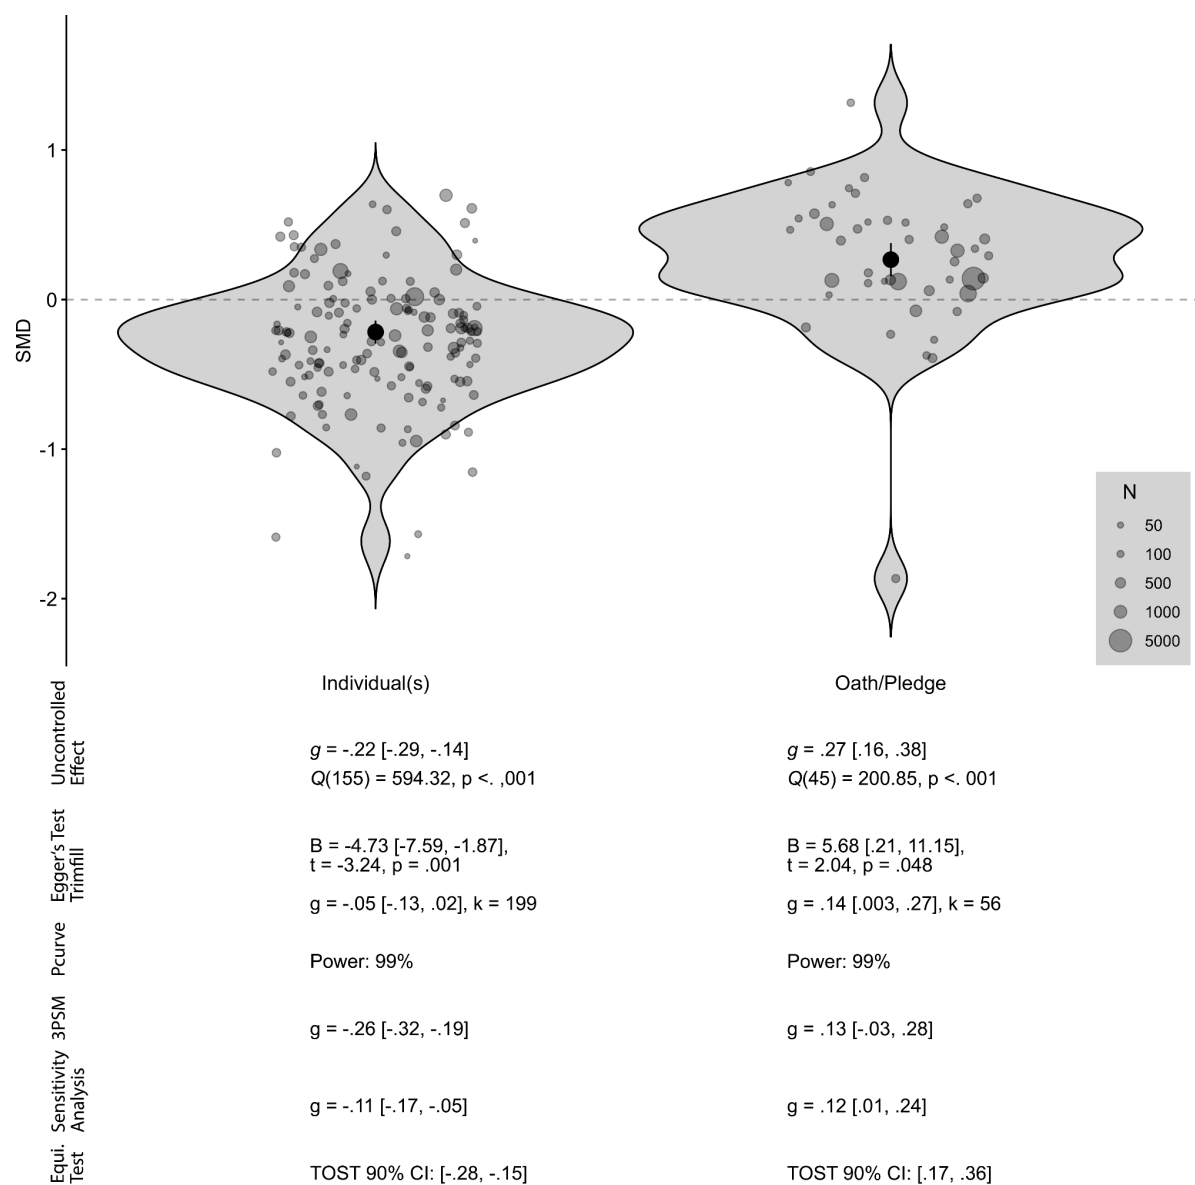 1
0
-1
-2
SMD
N
50
100
500
1000
5000
Individual(s)
Oath/Pledge
Uncontrolled
Effect
g = -.22 [-.29, -.14]
g = .27 [.16, .38]
Q(155) = 594.32, p <. ,001
Q(45) = 200.85, p <. 001
Egger's Test
Trimfill
B = -4.73 [-7.59, -1.87],
t = -3.24, p = .001
B = 5.68 [.21, 11.15],
t = 2.04, p = .048
g = -.05 [-.13, .02], k = 199
g = .14 [.003, .27], k = 56
Pcurve
Power: 99%
Power: 99%
3PSM
g = -.26 [-.32, -.19]
g = .13 [-.03, .28]
Sensitivity
Analysis
g = -.11 [-.17, -.05]
g = .12 [.01, .24]
Equi.
Test
TOST 90% CI: [-.28, -.15]
TOST 90% CI: [.17, .36]